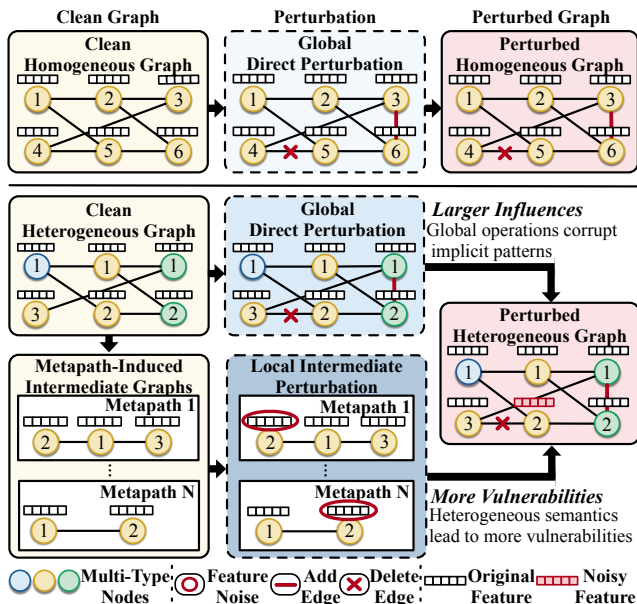 Clean Graph
Perturbation
Perturbed Graph
Clean
Homogeneous Graph
1
2
3
4
5
6
Global
Direct Perturbation
1
2
3
4
5
6
Perturbed
Homogeneous Graph
1
2
3
4
5
6
Clean
Heterogeneous Graph
1
1
1
3
2
2
Global
Direct Perturbation
1
1
1
3
2
2
Larger Influences
Global operations corrupt
implicit patterns
Perturbed
Heterogeneous Graph
1
1
1
3
2
2
Metapath-Induced
Intermediate Graphs
Metapath 1
2
1
3
...
Metapath N
1
2
Local Intermediate
Perturbation
Metapath 1
2
1
3
...
Metapath N
1
2
More Vulnerabilities
Heterogeneous semantics
lead to more vulnerabilities
Multi-Type
Nodes
Feature
Noise
Add
Edge
Delete
Edge
Original
Feature
Noisy
Feature